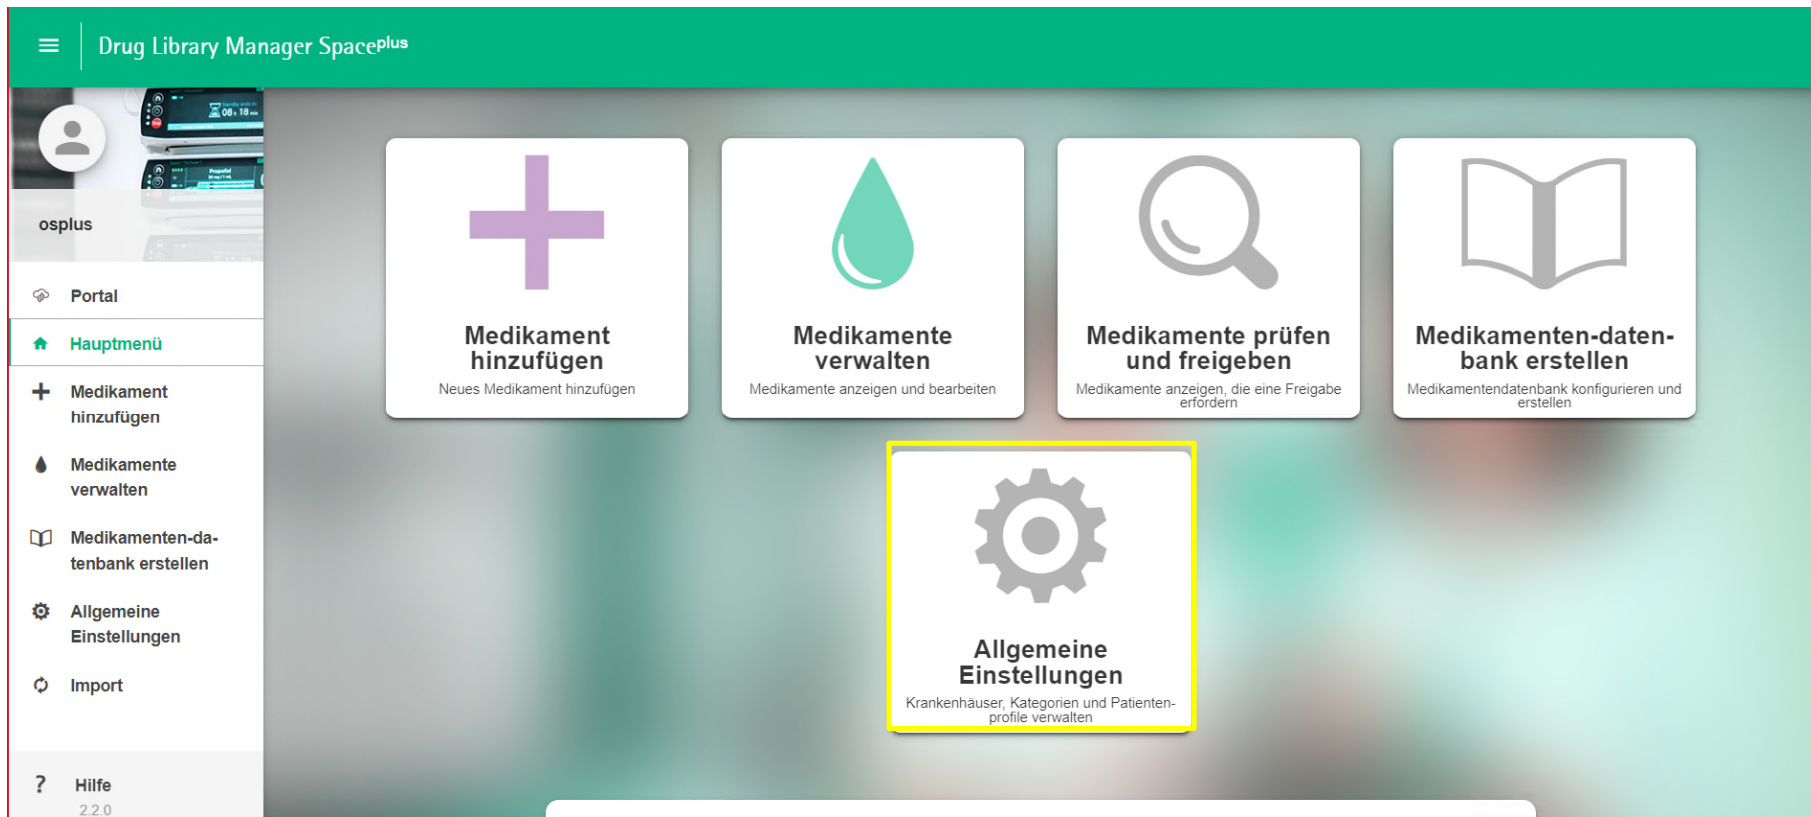 Drug Library Manager Spaceplus
osplus
Portal
Hauptmenü
Medikament
hinzufügen
Medikamente
verwalten
Medikamenten-da-
tenbank erstellen
Allgemeine
Einstellungen
Import
Hilfe
2.2.0
Medikament
hinzufügen
Neues Medikament hinzufügen
Medikamente
verwalten
Medikamente anzeigen und bearbeiten
Medikamente prüfen
und freigeben
Medikamente anzeigen, die eine Freigabe
erfordern
Medikamenten-daten-
bank erstellen
Medikamentendatenbank konfigurieren und
erstellen
Allgemeine
Einstellungen
Krankenhäuser, Kategorien und Patienten-
profile verwalten